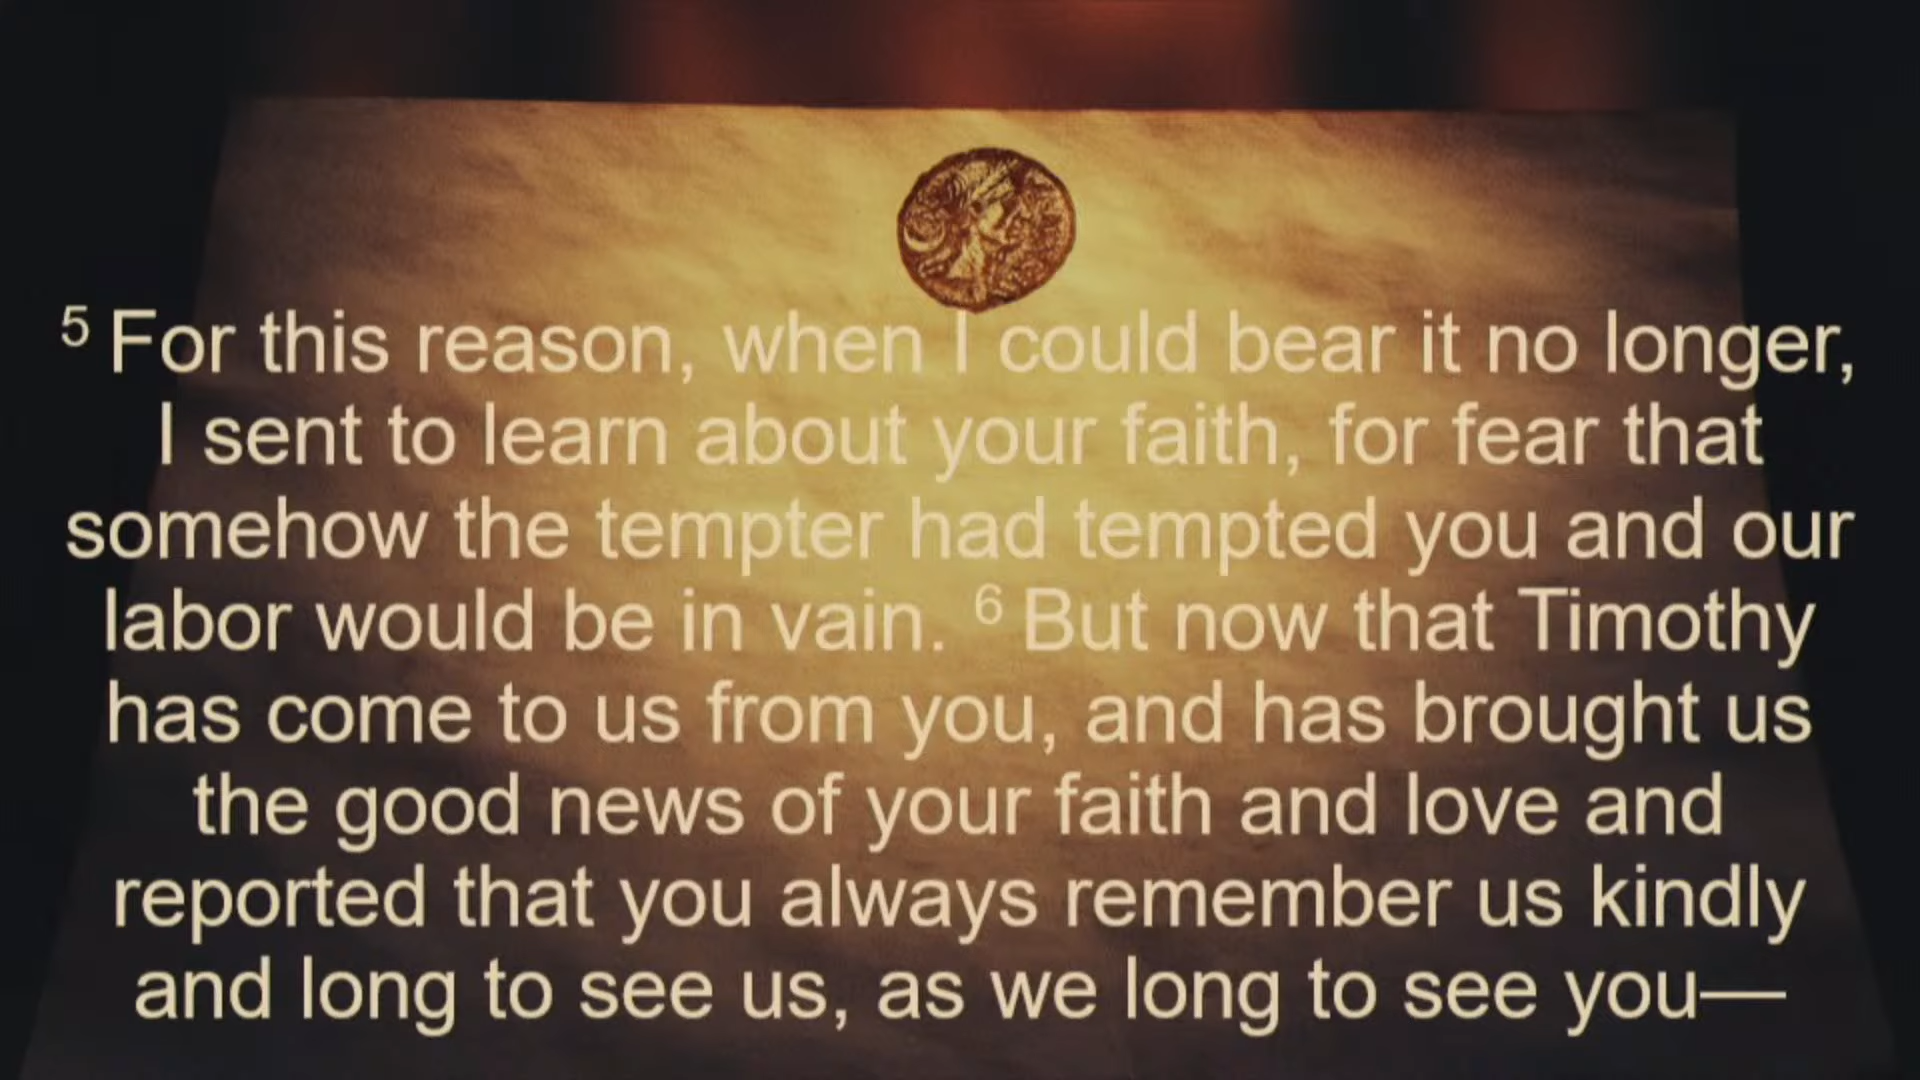 5 For this reason, when I could bear it no longer,
I sent to learn about your faith, for fear that
somehow the tempter had tempted you and our
labor would be in vain. 6 But now that Timothy
has come to us from you, and has brought us
the good news of your faith and love and
reported that you always remember us kindly
and long to see us, as we long to see you—